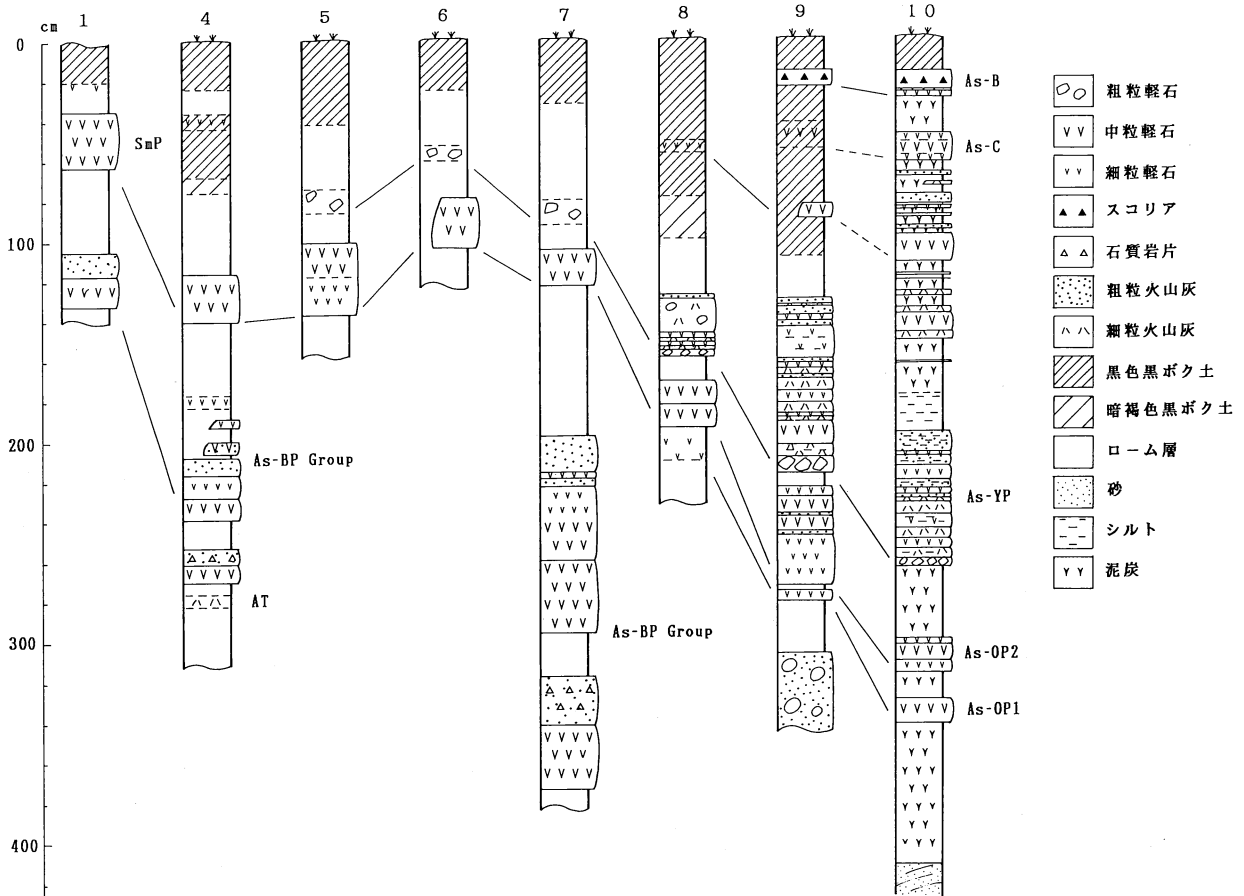 1
4
5
6
7
8
9
10
cm
0
100
200
300
400
SmP
As-BP Group
AT
As-BP Group
As-B
As-C
As-YP
As-OP2
As-OP1
粗粒軽石
中粒軽石
細粒軽石
スコリア
石質岩片
粗粒火山灰
細粒火山灰
黒色黒ボク土
暗褐色黒ボク土
ローム層
砂
シルト
泥炭